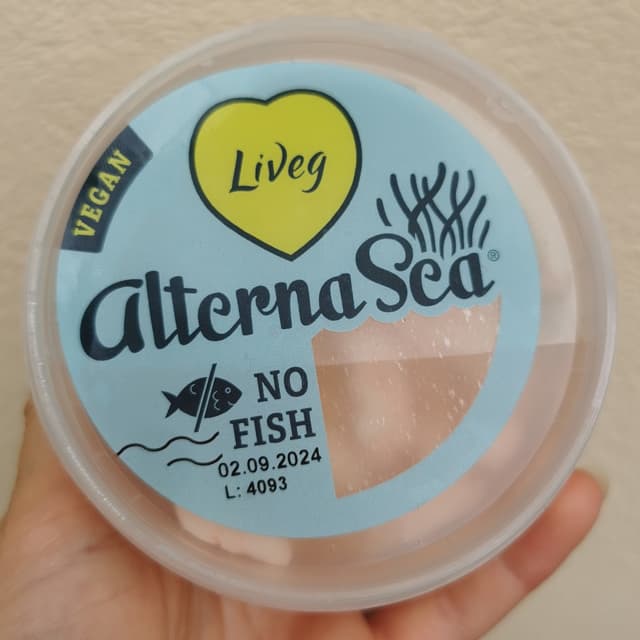 VEGAN
LiVeg
AlternaSea®
NO
FISH
02.09.2024
L: 4093